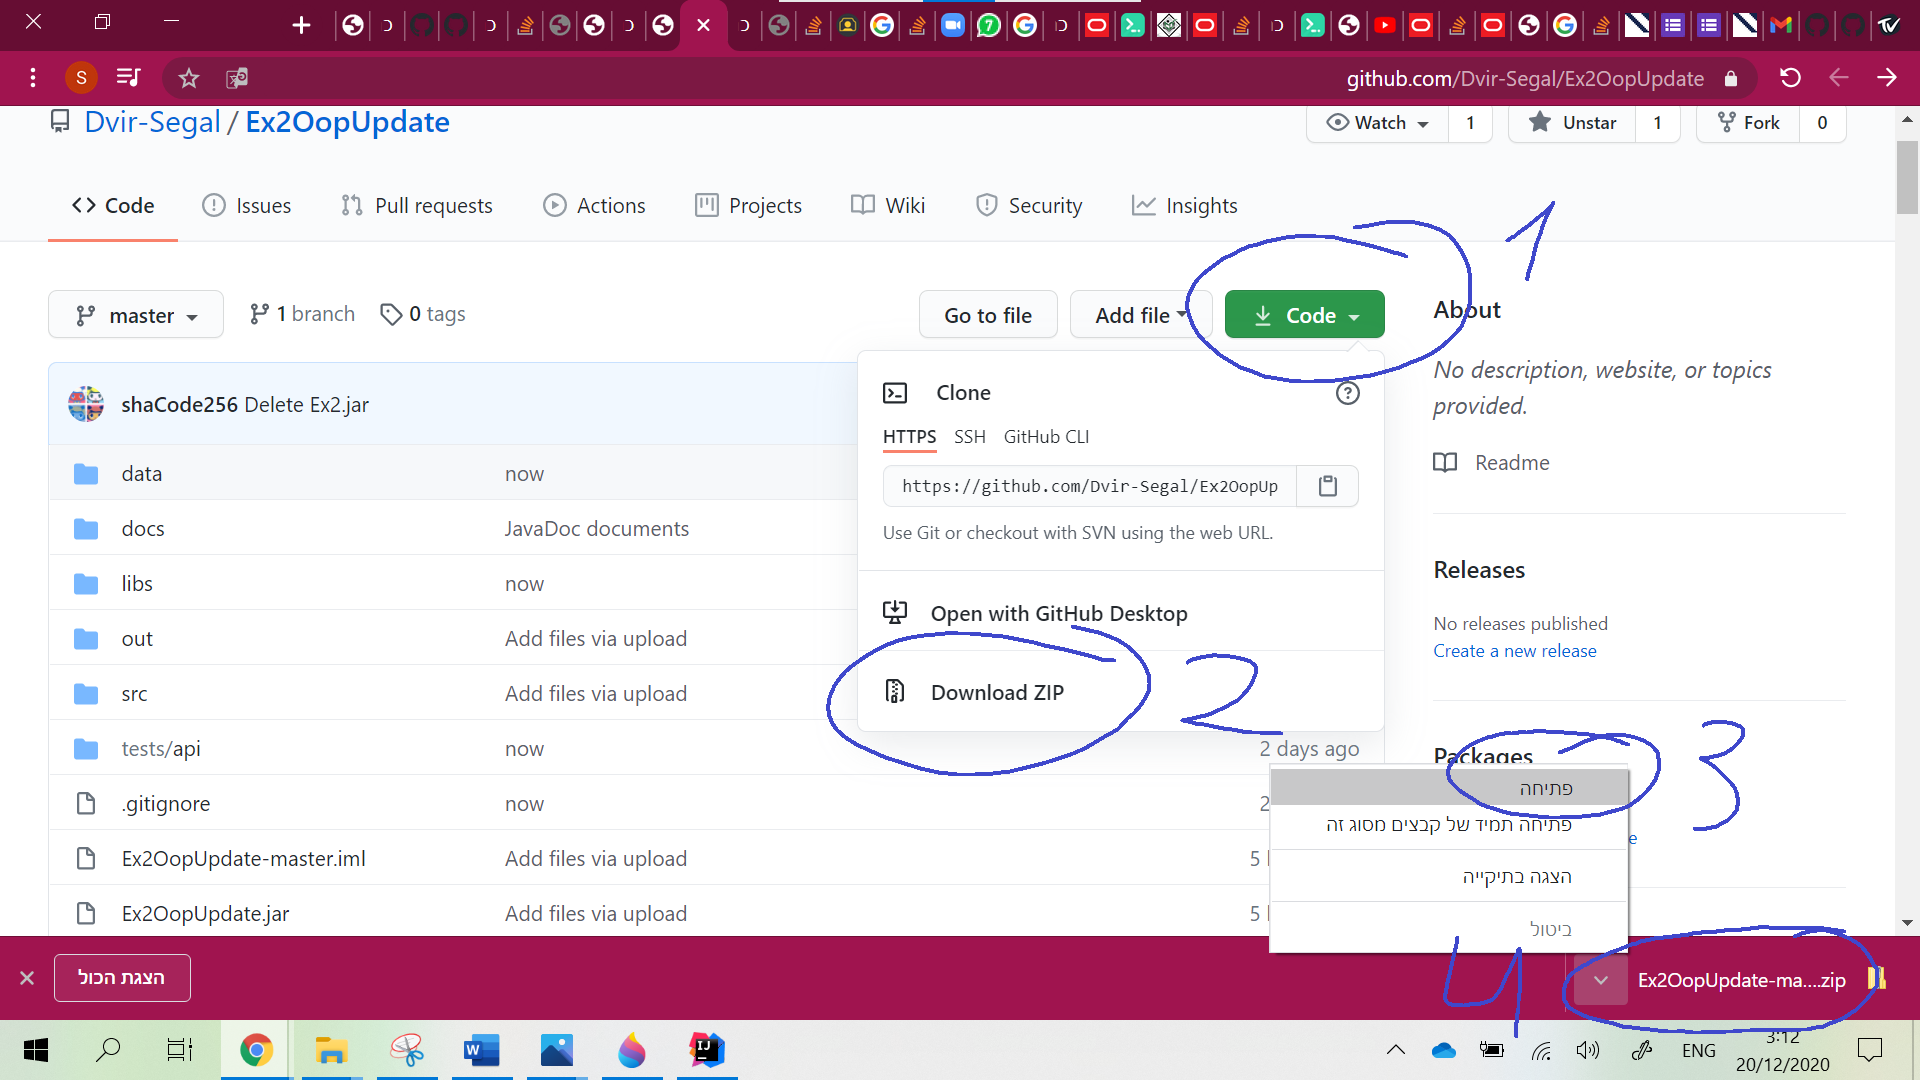 github.com/Dvir-Segal/Ex2OopUpdate
S
7
Dvir-Segal / Ex2OopUpdate
Watch 1
Unstar 1
Fork 0
Code
Issues
Pull requests
Actions
Projects
Wiki
Security
Insights
1
master
1 branch
0 tags
Go to file
Add file
Code
About
No description, website, or topics
provided.
Readme
Releases
No releases published
Create a new release
Packages
shaCode256 Delete Ex2.jar
data now
docs JavaDoc documents
libs now
out Add files via upload
src Add files via upload
tests/api now 2 days ago
.gitignore now 2
Ex2OopUpdate-master.iml Add files via upload 5
Ex2OopUpdate.jar Add files via upload 5
Clone
HTTPS SSH GitHub CLI
https://github.com/Dvir-Segal/Ex2OopUp
Use Git or checkout with SVN using the web URL.
Open with GitHub Desktop
Download ZIP
2
3
פתיחה
פתיחה תמיד של קבצים מסוג זה
הצגה בתיקייה
ביטול
4
הצגת הכול
Ex2OopUpdate-ma....zip
W
IJ
ENG
3:12
20/12/2020